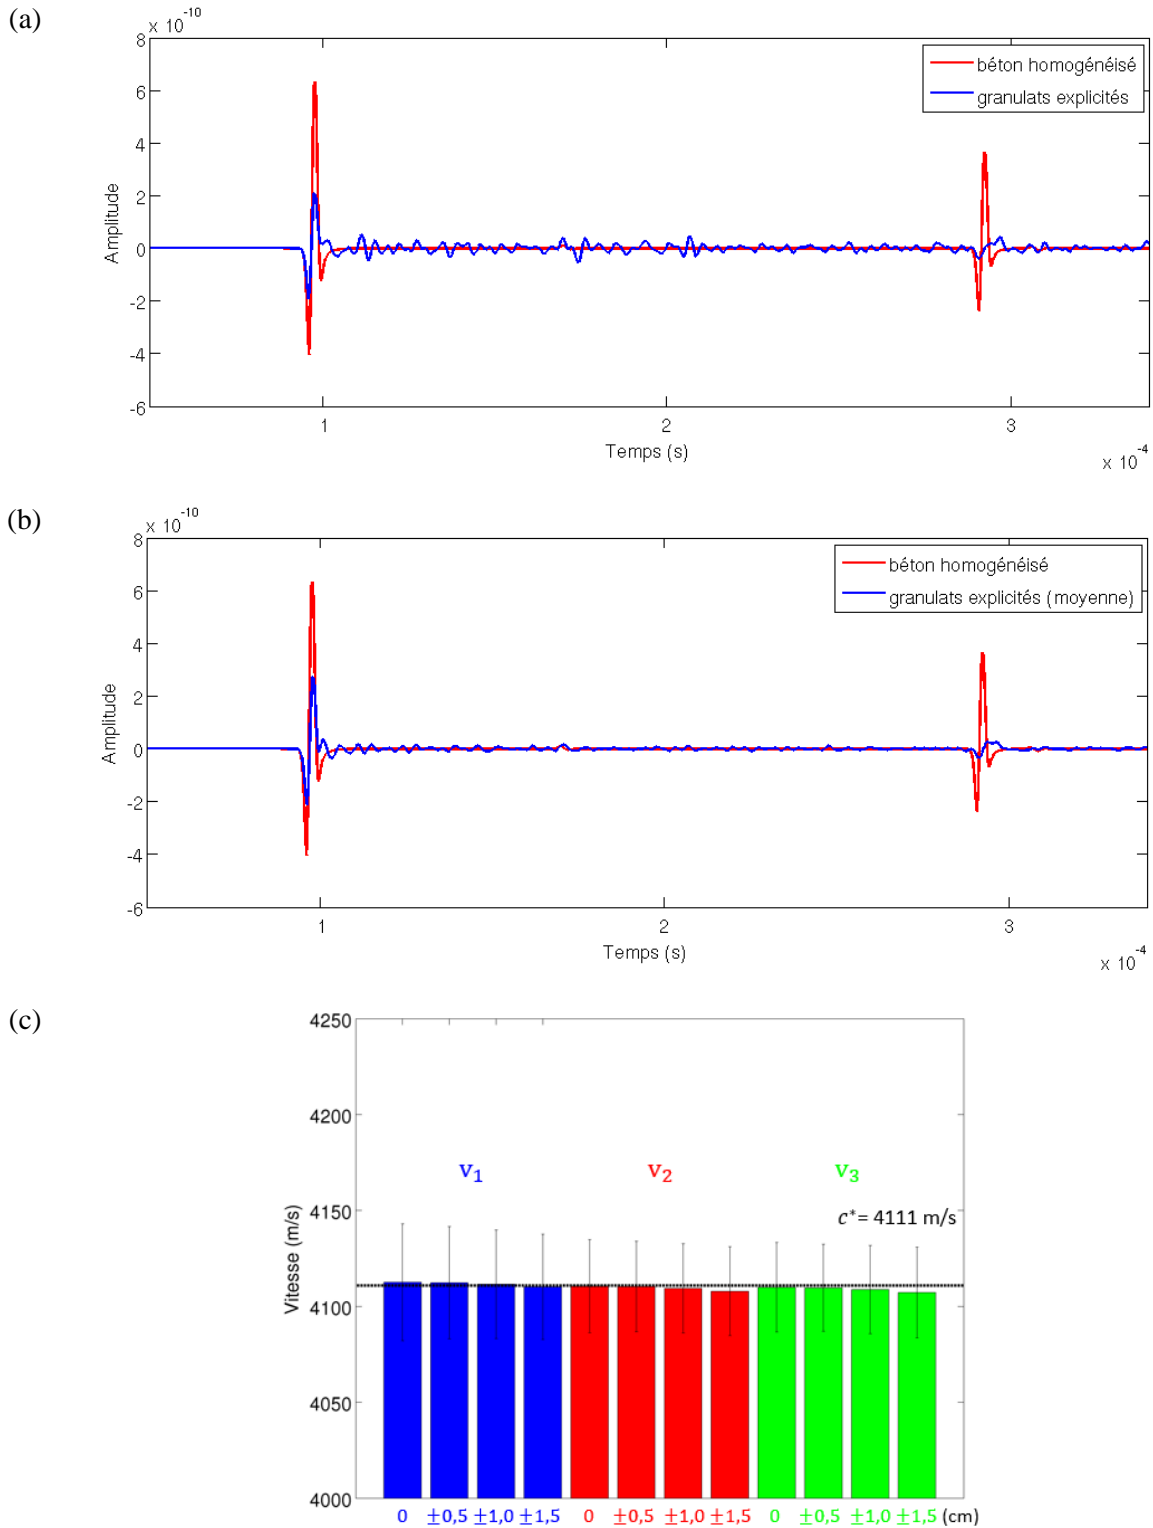 (a)
x 10^-10
8
6
4
2
0
-2
-4
-6
Amplitude
béton homogénéisé
granulats explicités
1 2 3
Temps (s)
x 10^-4
(b)
x 10^-10
8
6
4
2
0
-2
-4
-6
Amplitude
béton homogénéisé
granulats explicités (moyenne)
1 2 3
Temps (s)
x 10^-4
(c)
4250
4200
4150
4100
4050
4000
Vitesse (m/s)
v₁ v₂ v₃
c*= 4111 m/s
0 ±0,5 ±1,0 ±1,5 0 ±0,5 ±1,0 ±1,5 0 ±0,5 ±1,0 ±1,5 (cm)